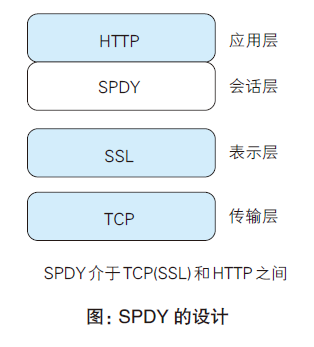 HTTP 应用层
SPDY 会话层
SSL 表示层
TCP 传输层
SPDY 介于 TCP(SSL) 和 HTTP 之间
图：SPDY 的设计